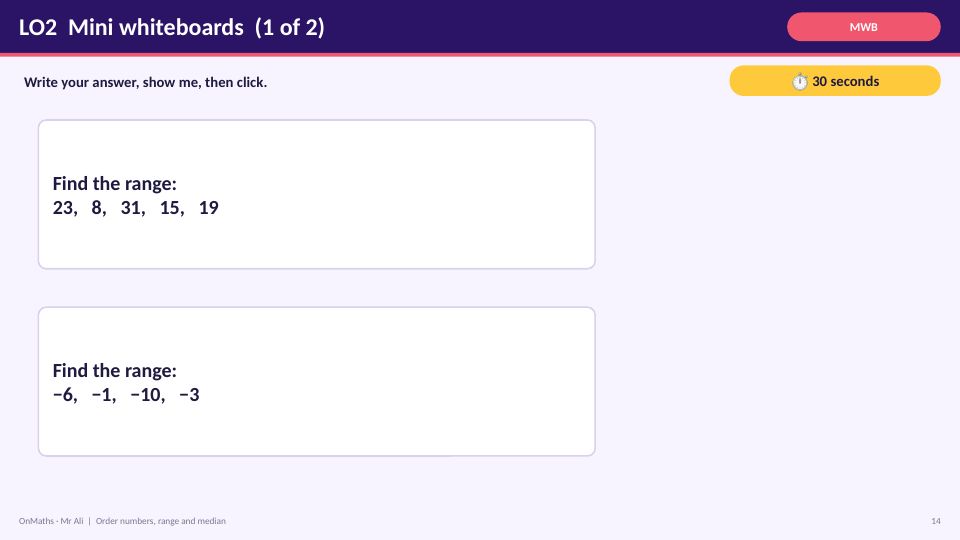 LO2  Mini whiteboards  (1 of 2)
MWB
Write your answer, show me, then click.
⏱️ 30 seconds
Find the range:
23,   8,   31,   15,   19
Find the range:
−6,   −1,   −10,   −3
OnMaths - Mr Ali  |  Order numbers, range and median
14